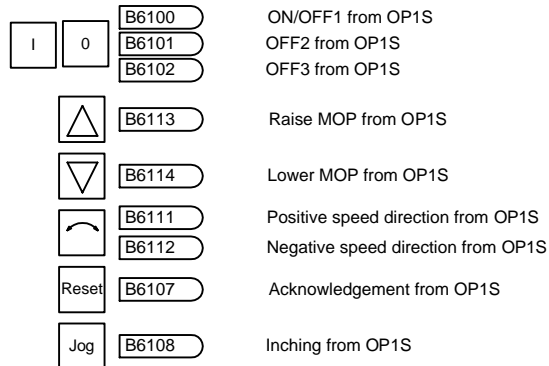 B6100 ON/OFF1 from OP1S
I 0 B6101 OFF2 from OP1S
B6102 OFF3 from OP1S
B6113 Raise MOP from OP1S
B6114 Lower MOP from OP1S
B6111 Positive speed direction from OP1S
B6112 Negative speed direction from OP1S
Reset B6107 Acknowledgement from OP1S
Jog B6108 Inching from OP1S